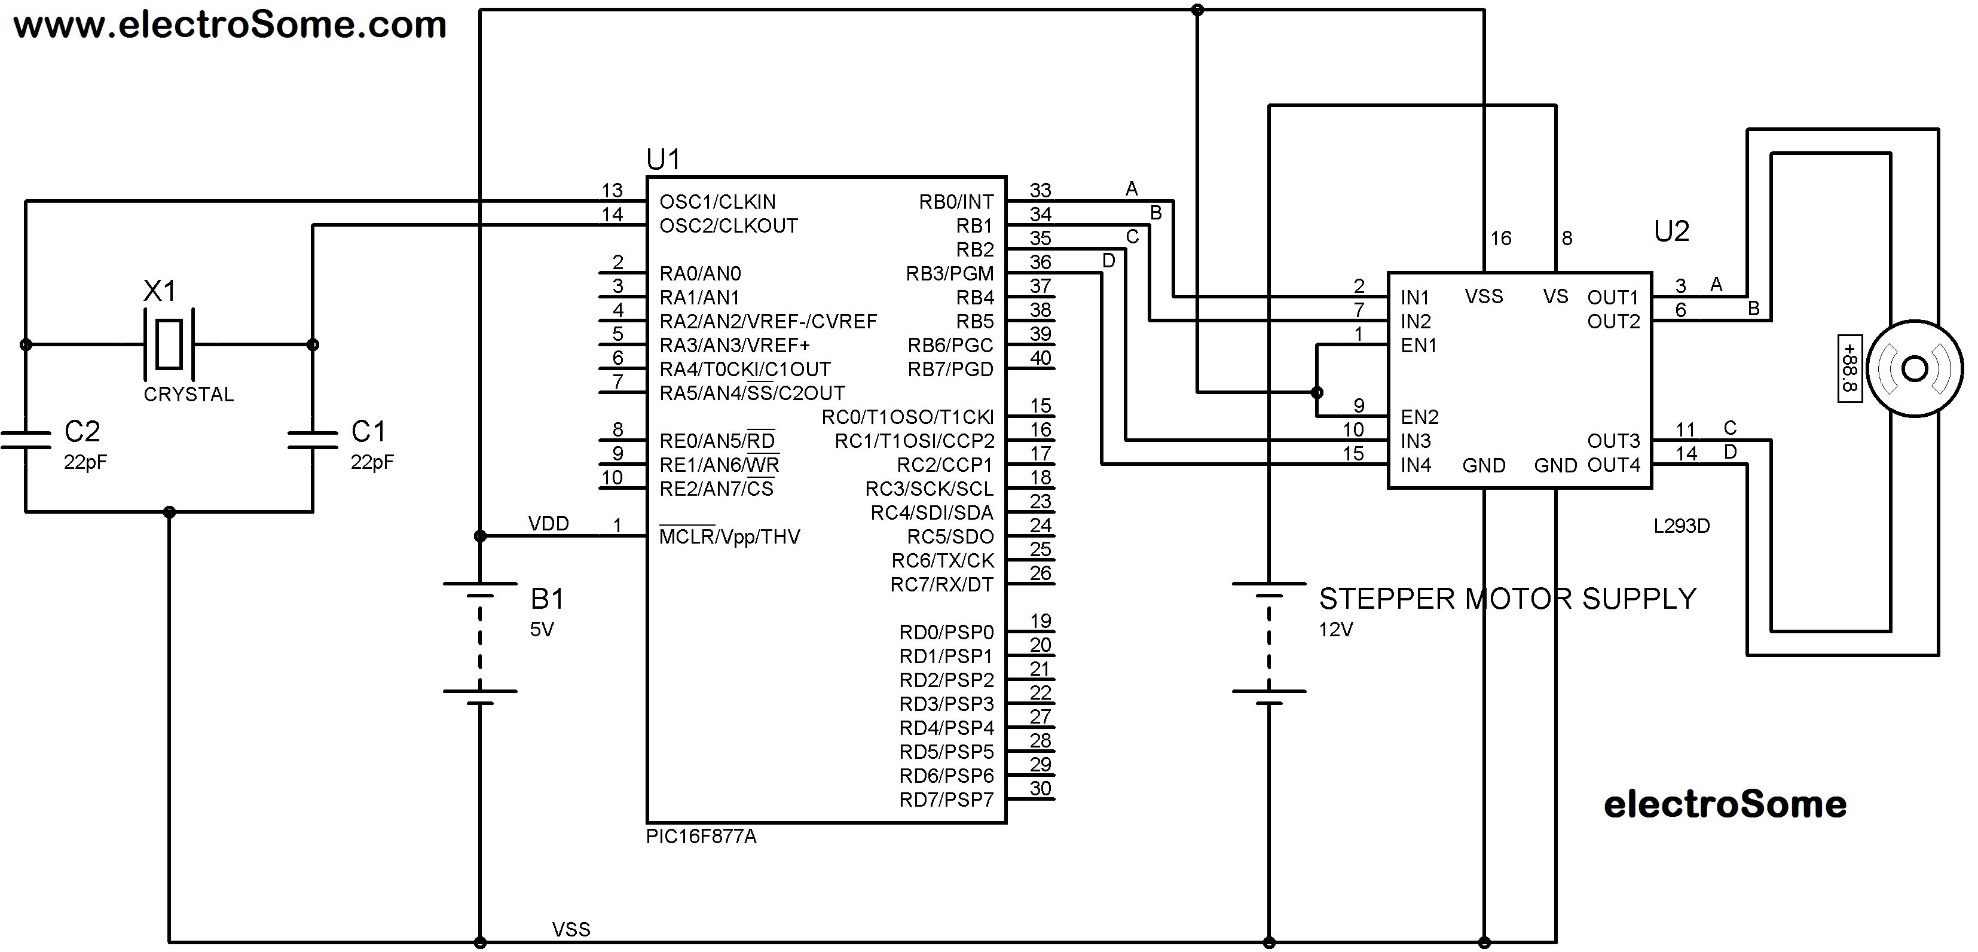 www.electroSome.com
X1
CRYSTAL
C2
22pF
C1
22pF
VDD
B1
5V
VSS
U1
13 OSC1/CLKIN
14 OSC2/CLKOUT
2 RA0/AN0
3 RA1/AN1
4 RA2/AN2/VREF-/CVREF
5 RA3/AN3/VREF+
6 RA4/T0CKI/C1OUT
7 RA5/AN4/SS/C2OUT
8 RE0/AN5/RD
9 RE1/AN6/WR
10 RE2/AN7/CS
1 MCLR/Vpp/THV
RB0/INT 33 A
RB1 34 B
RB2 35 C
RB3/PGM 36 D
RB4 37
RB5 38
RB6/PGC 39
RB7/PGD 40
RC0/T1OSO/T1CKI 15
RC1/T1OSI/CCP2 16
RC2/CCP1 17
RC3/SCK/SCL 18
RC4/SDI/SDA 23
RC5/SDO 24
RC6/TX/CK 25
RC7/RX/DT 26
RD0/PSP0 19
RD1/PSP1 20
RD2/PSP2 21
RD3/PSP3 22
RD4/PSP4 27
RD5/PSP5 28
RD6/PSP6 29
RD7/PSP7 30
PIC16F877A
U2
16 8
VSS VS
2 IN1
7 IN2
1 EN1
9 EN2
10 IN3
15 IN4
OUT1 3 A
OUT2 6 B
OUT3 11 C
OUT4 14 D
GND GND
L293D
+88.8
STEPPER MOTOR SUPPLY
12V
electroSome